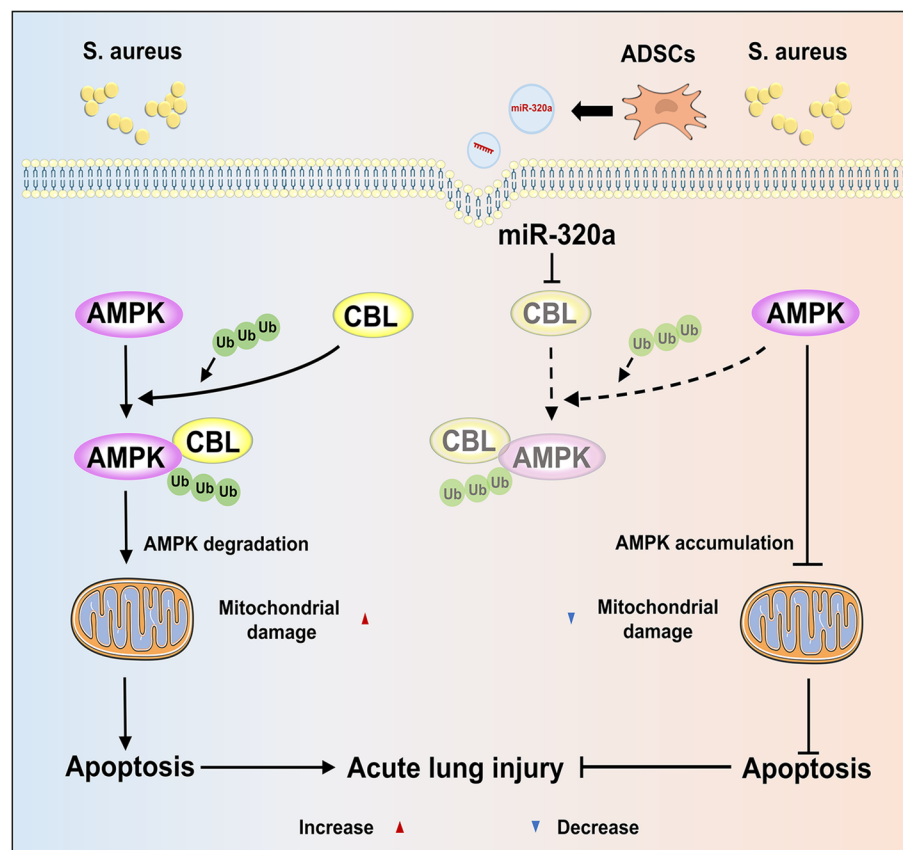 S. aureus
ADSCs
S. aureus
miR-320a
miR-320a
AMPK
Ub Ub Ub
CBL
CBL
Ub Ub Ub
AMPK
AMPK
CBL
Ub Ub Ub
CBL
AMPK
Ub Ub Ub
AMPK degradation
AMPK accumulation
Mitochondrial
damage
Mitochondrial
damage
Apoptosis
Acute lung injury
Apoptosis
Increase
Decrease